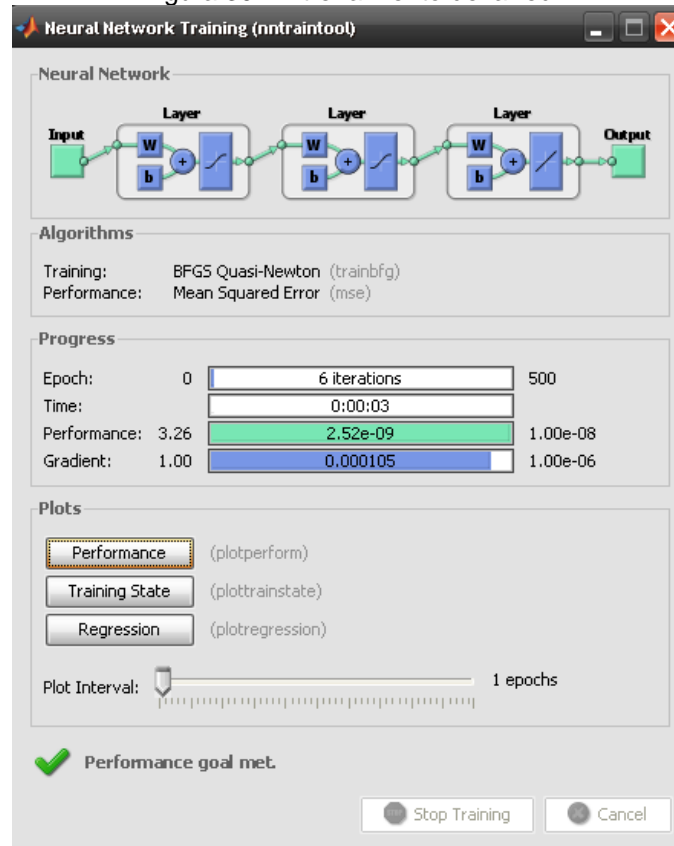 Neural Network Training (nntraintool)
Neural Network
Layer Layer Layer
Input Output
W W W
+ + +
b b b
Algorithms
Training: BFGS Quasi-Newton (trainbfg)
Performance: Mean Squared Error (mse)
Progress
Epoch: 0 6 iterations 500
Time: 0:00:03
Performance: 3.26 2.52e-09 1.00e-08
Gradient: 1.00 0.000105 1.00e-06
Plots
Performance (plotperform)
Training State (plottrainstate)
Regression (plotregression)
Plot Interval: 1 epochs
Performance goal met.
Stop Training Cancel